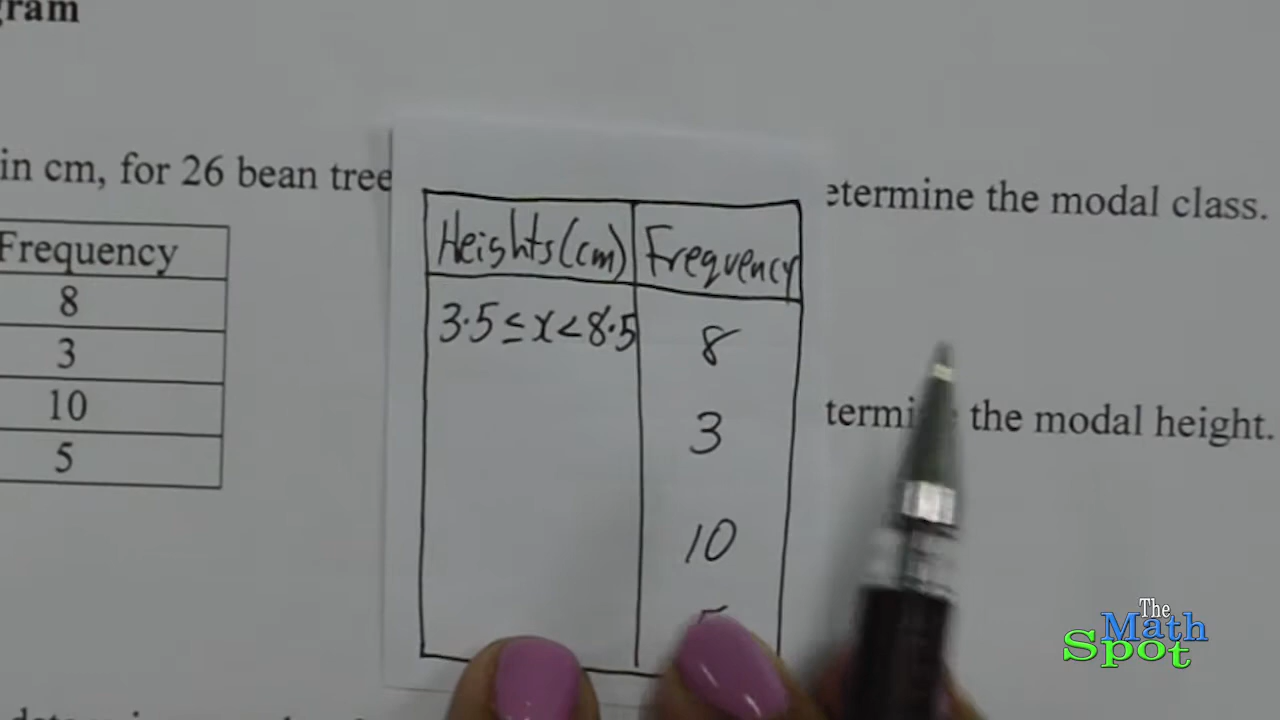 gram
in cm, for 26 bean tree
Frequency
8
3
10
5
Heights(cm) Frequency
3.5≤x<8.5 8
3
10
5
etermine the modal class.
the modal height.
The
Math
Spot